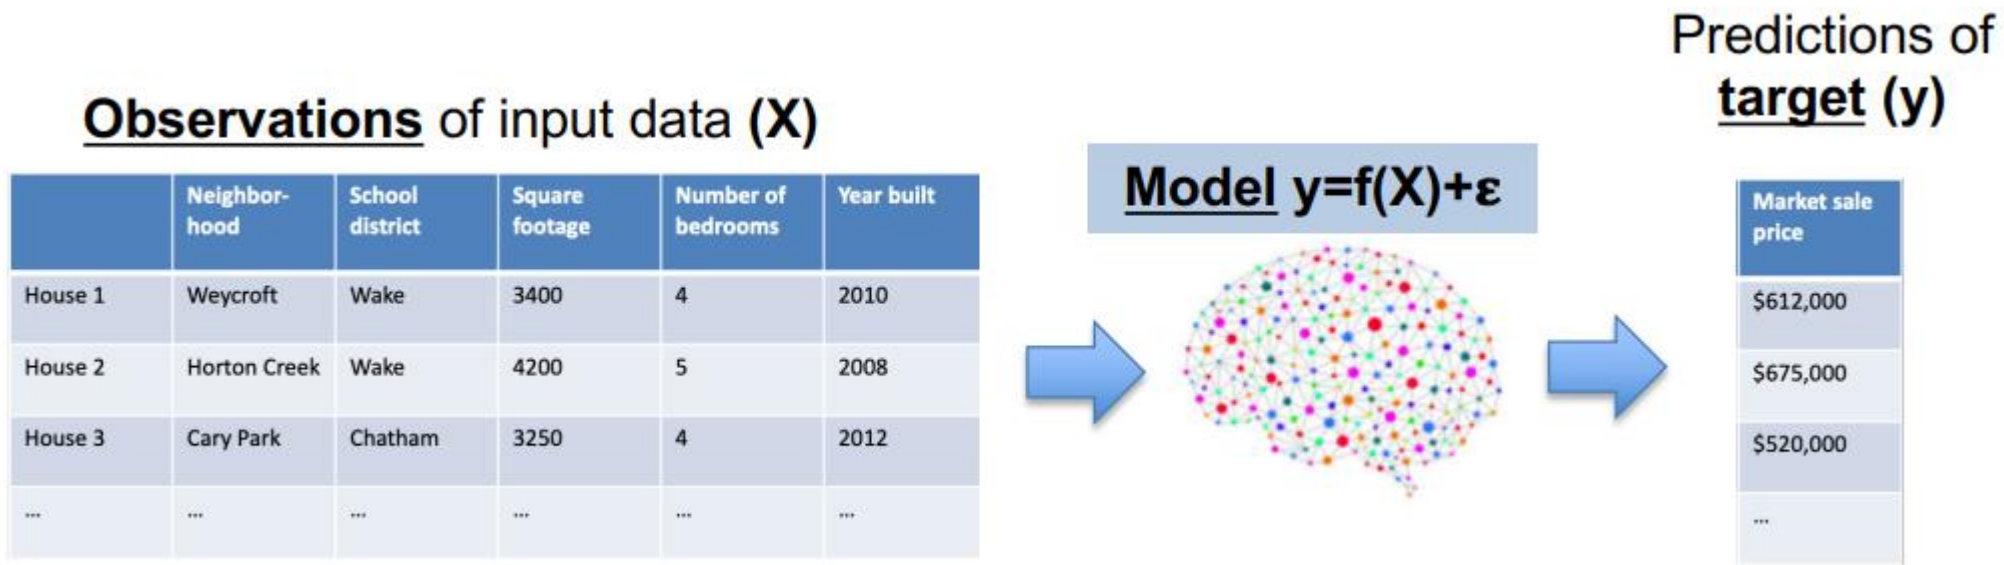 Observations of input data (X)
Neighbor-
hood
School
district
Square
footage
Number of
bedrooms
Year built
House 1 Weycroft Wake 3400 4 2010
House 2 Horton Creek Wake 4200 5 2008
House 3 Cary Park Chatham 3250 4 2012
... ... ... ... ... ...
Model y=f(X)+ε
Predictions of
target (y)
Market sale
price
$612,000
$675,000
$520,000
...